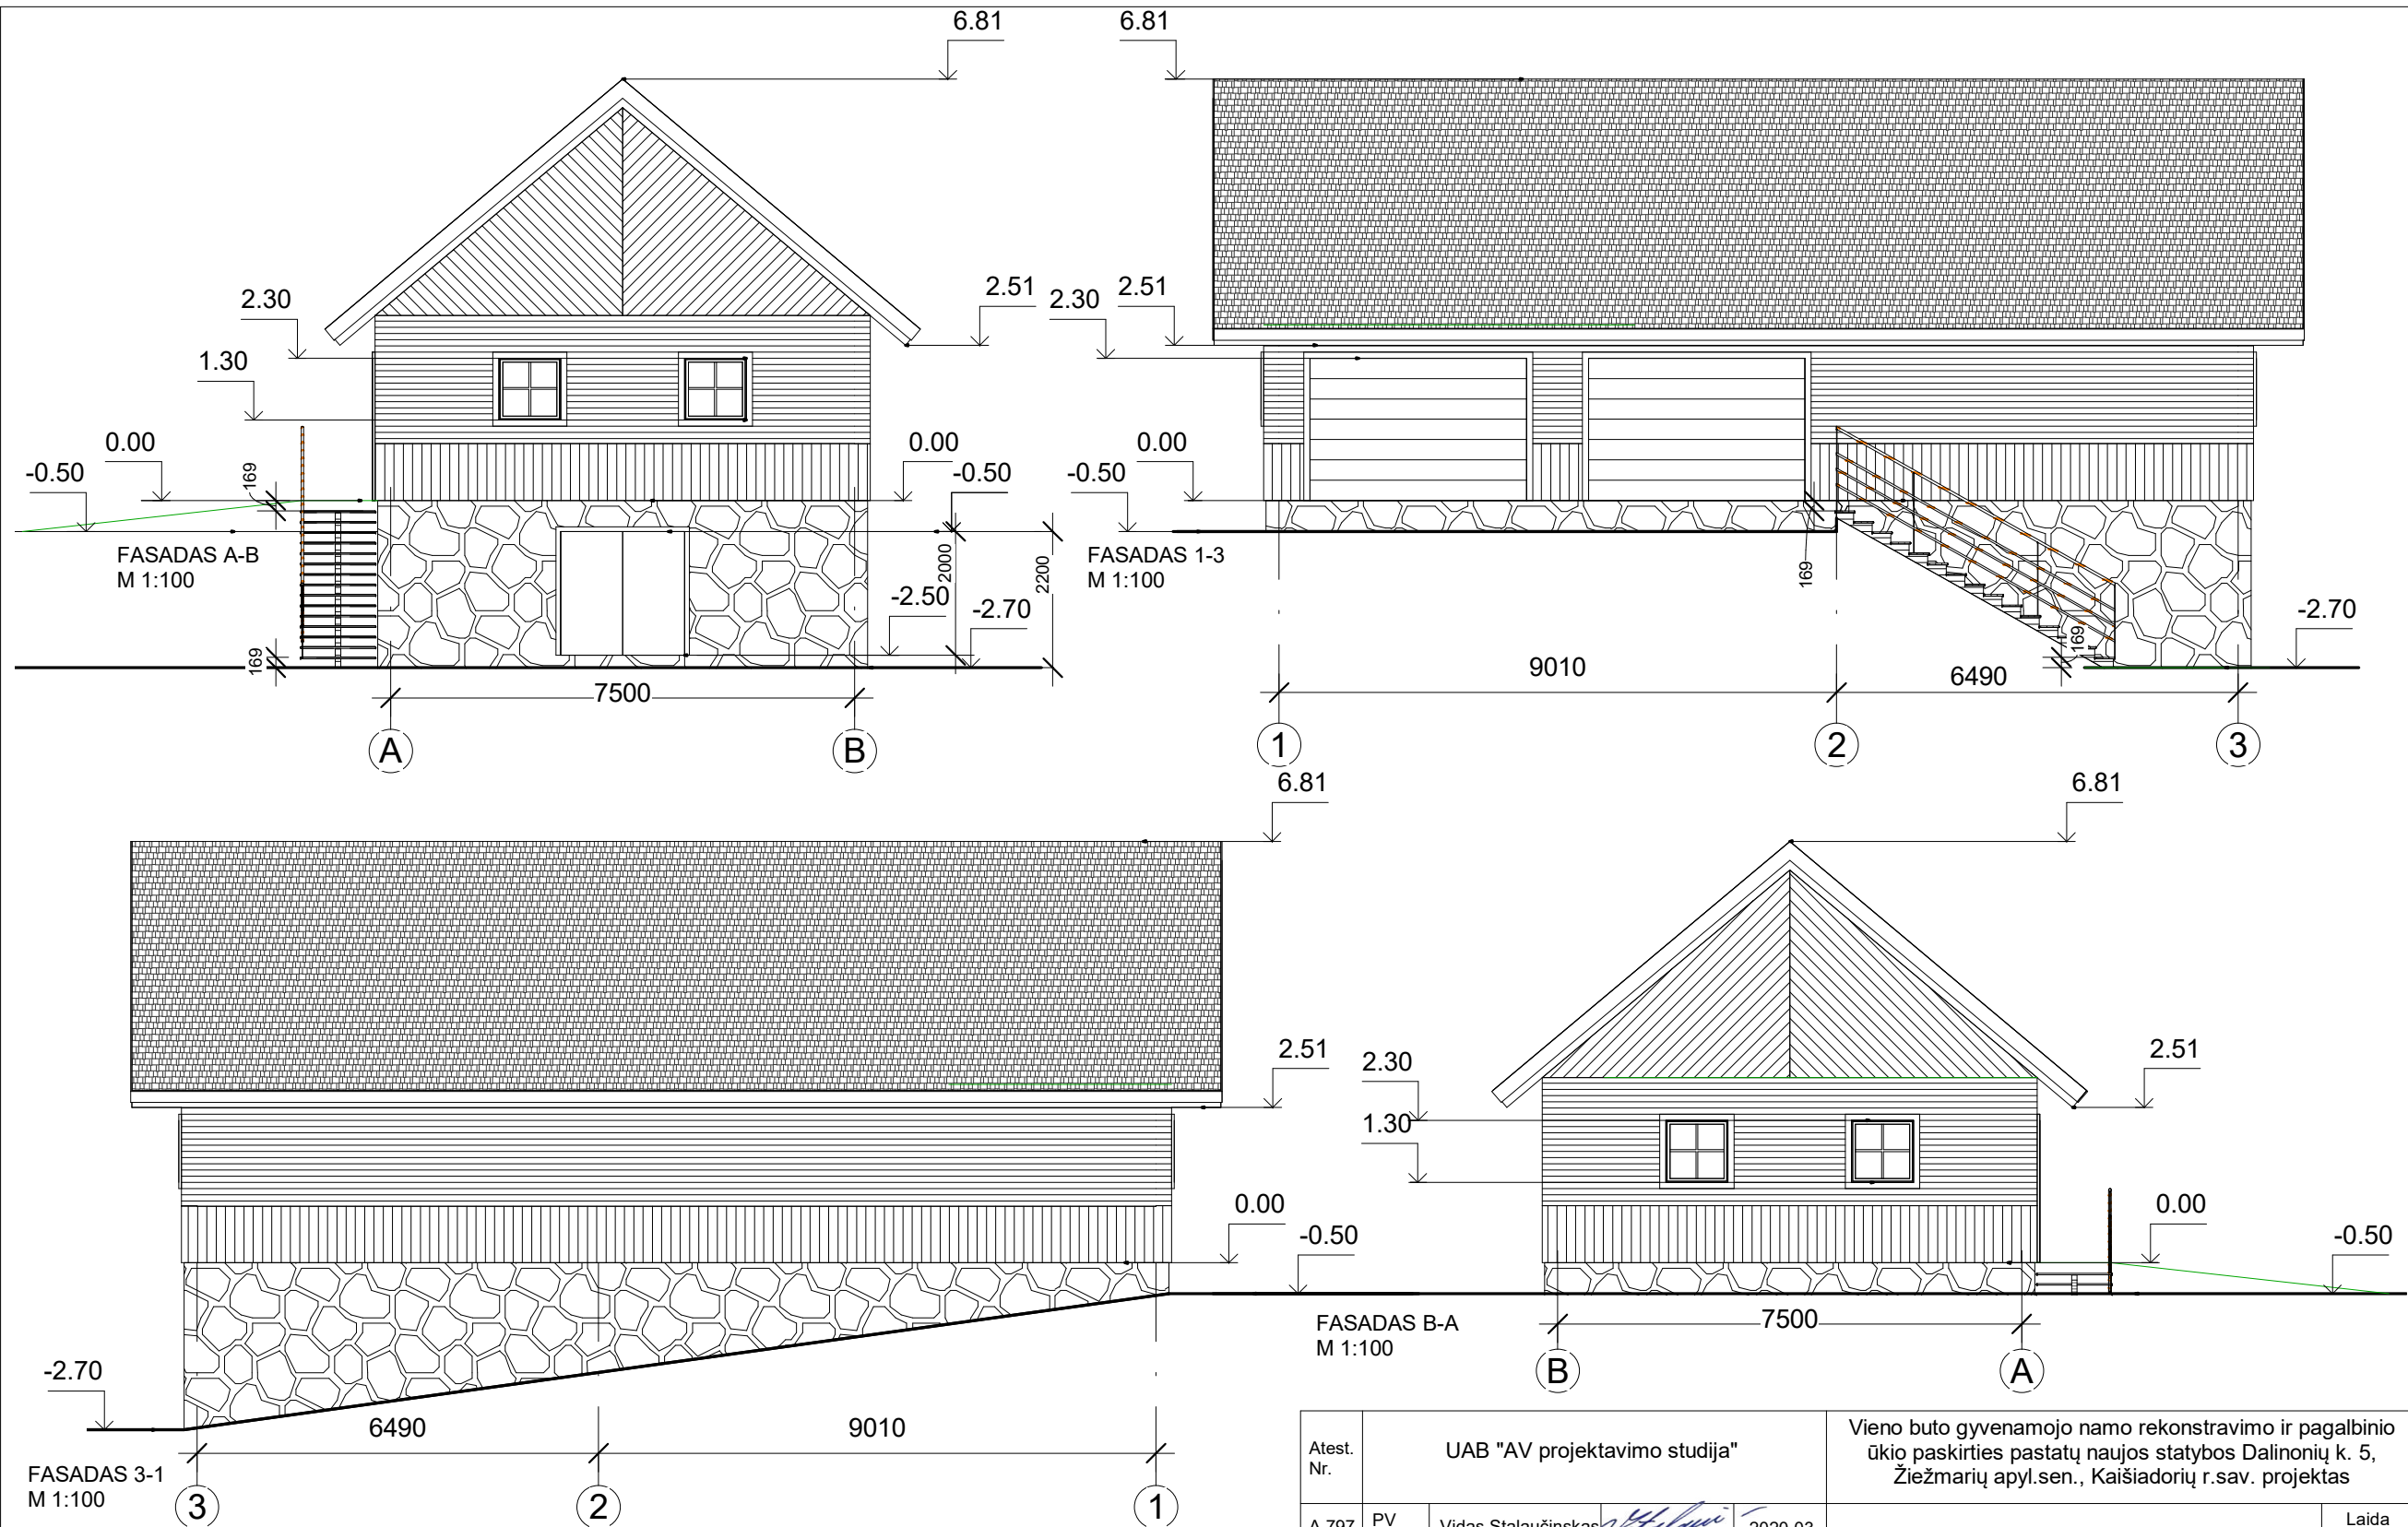 6.81
2.30
1.30
0.00
-0.50
169
2.51
0.00
-0.50
2000
2200
-2.50
-2.70
169
FASADAS A-B
M 1:100
7500
A
B
6.81
2.30
2.51
0.00
-0.50
FASADAS 1-3
M 1:100
169
169
-2.70
9010
6490
1
2
3
6.81
2.51
0.00
-0.50
-2.70
6490
9010
FASADAS 3-1
M 1:100
3
2
1
6.81
2.30
1.30
2.51
0.00
-0.50
FASADAS B-A
M 1:100
7500
B
A
Atest.
Nr.
UAB "AV projektavimo studija"
Vieno buto gyvenamojo namo rekonstravimo ir pagalbinio
ūkio paskirties pastatų naujos statybos Dalinonių k. 5,
Žiežmarių apyl.sen., Kaišiadorių r.sav. projektas
A 797
PV
Vidas Stalaučinskas
2020-03
Laida